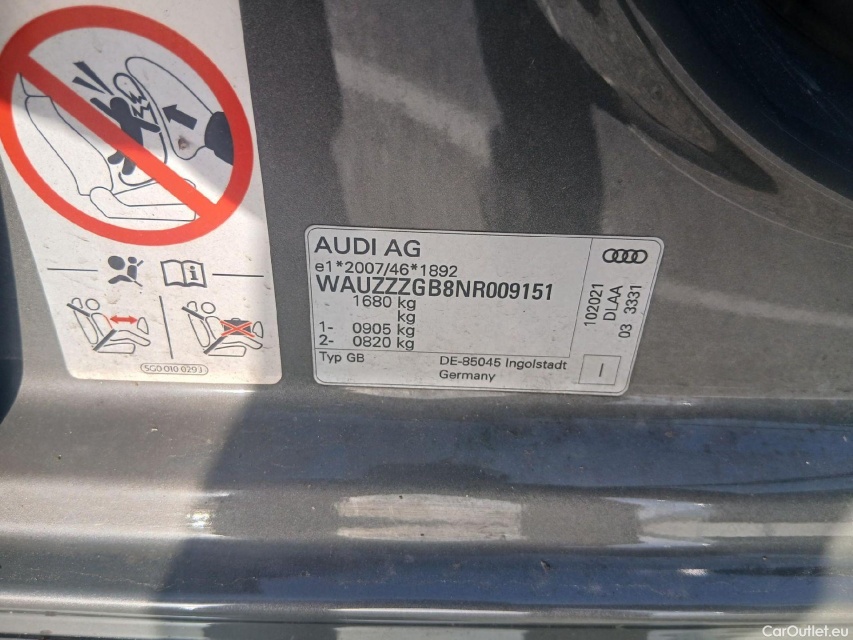 AUDI AG
e1*2007/46*1892
WAUZZZGB8NR009151
1680 kg
kg
1- 0905 kg
2- 0820 kg
Typ GB
DE-85045 Ingolstadt
Germany
102021
DLAA
03 3331
I
5G0 010 029 J
CarOutlet.eu